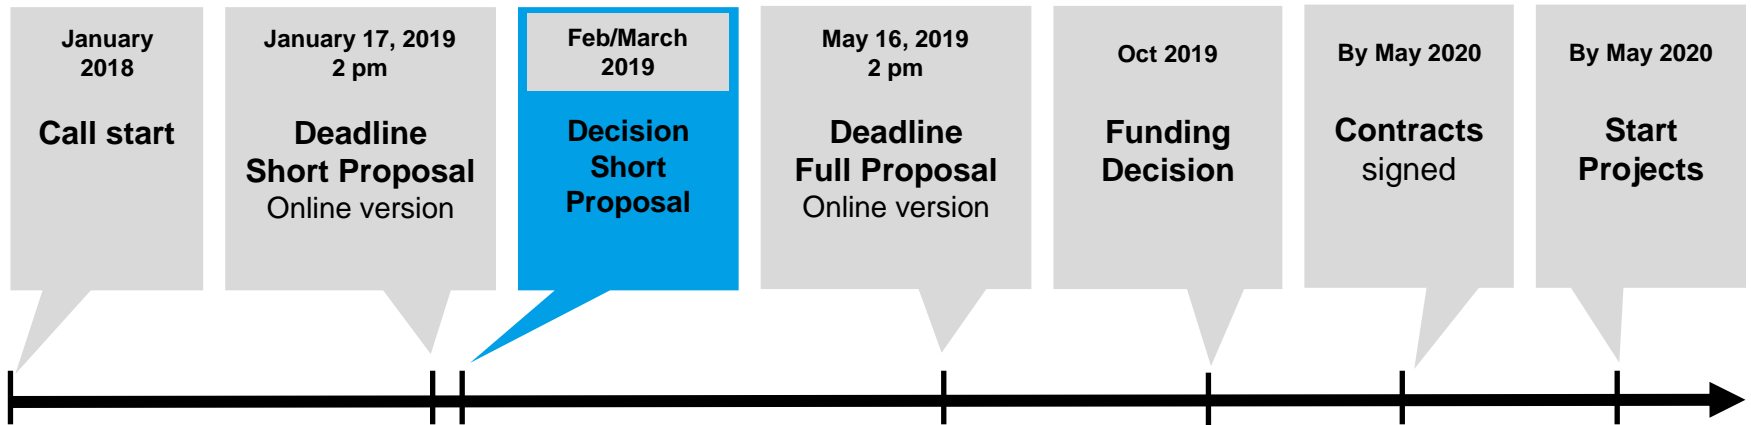 January
2018
Call start
January 17, 2019
2 pm
Deadline
Short Proposal
Online version
Feb/March
2019
Decision
Short
Proposal
May 16, 2019
2 pm
Deadline
Full Proposal
Online version
Oct 2019
Funding
Decision
By May 2020
Contracts
signed
By May 2020
Start
Projects